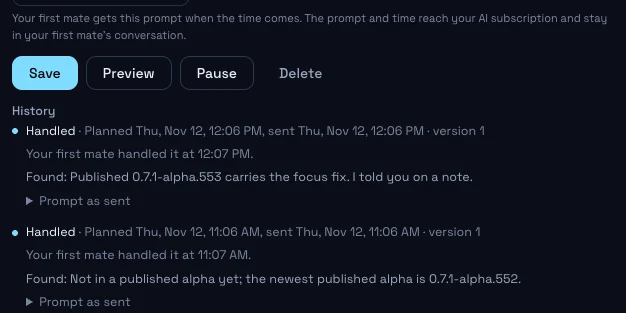 Your first mate gets this prompt when the time comes. The prompt and time reach your AI subscription and stay
in your first mate's conversation.
Save Preview Pause Delete
History
Handled · Planned Thu, Nov 12, 12:06 PM, sent Thu, Nov 12, 12:06 PM · version 1
Your first mate handled it at 12:07 PM.
Found: Published 0.7.1-alpha.553 carries the focus fix. I told you on a note.
▶ Prompt as sent
Handled · Planned Thu, Nov 12, 11:06 AM, sent Thu, Nov 12, 11:06 AM · version 1
Your first mate handled it at 11:07 AM.
Found: Not in a published alpha yet; the newest published alpha is 0.7.1-alpha.552.
▶ Prompt as sent